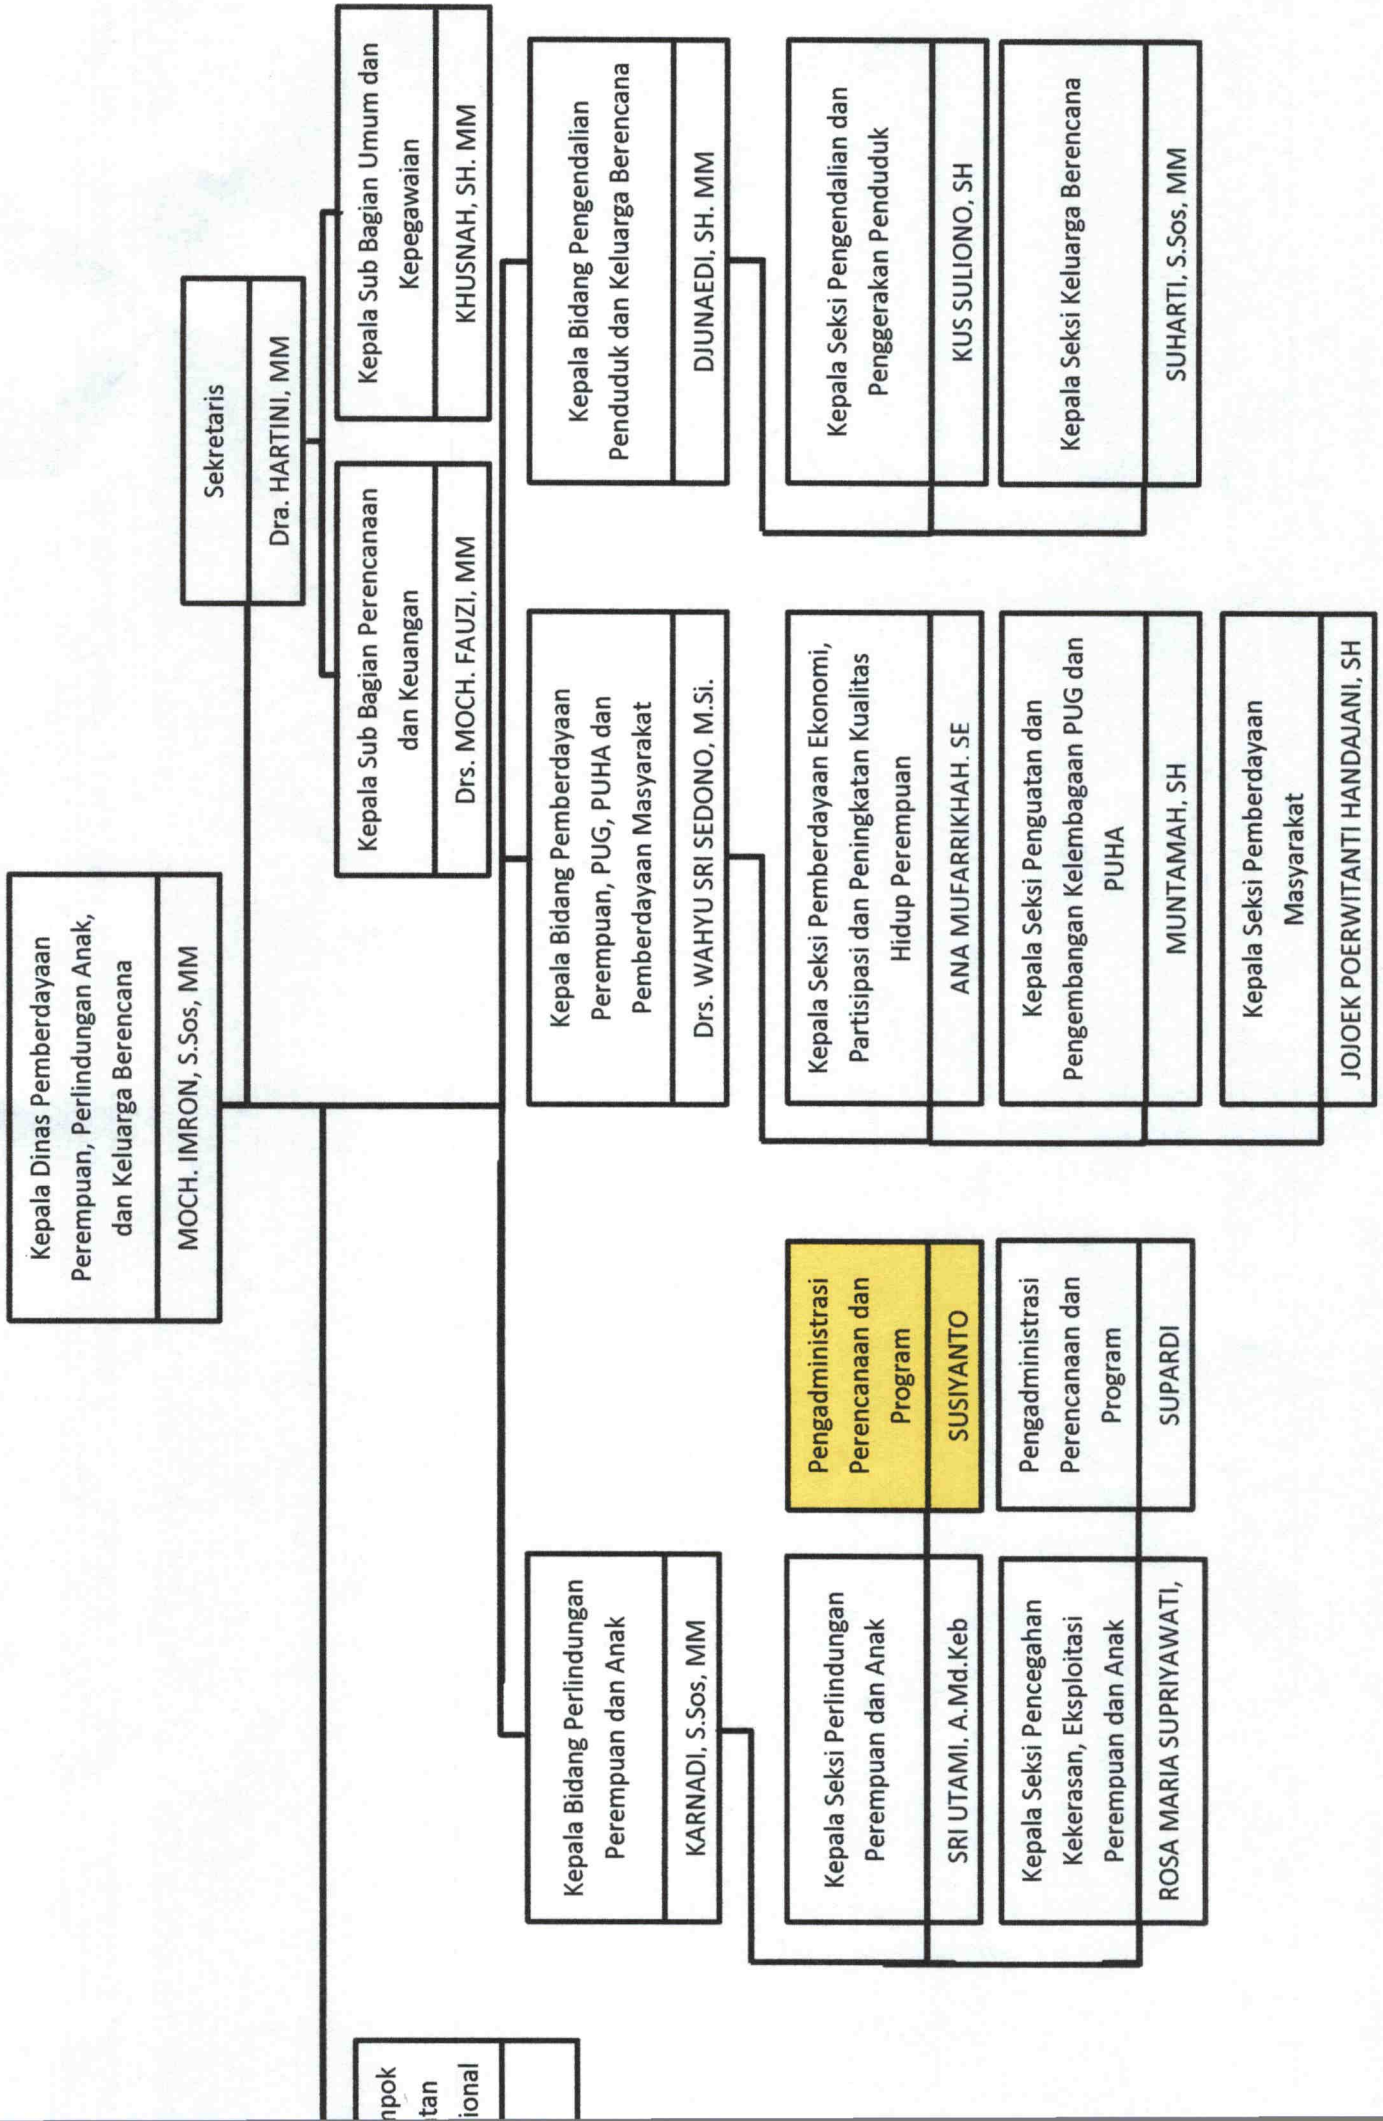 Kepala Dinas Pemberdayaan
Perempuan, Perlindungan Anak,
dan Keluarga Berencana
MOCH. IMRON, S.Sos, MM
Sekretaris
Dra. HARTINI, MM
mpok
tan
ional
Kepala Sub Bagian Perencanaan
dan Keuangan
Drs. MOCH. FAUZI, MM
Kepala Sub Bagian Umum dan
Kepegawaian
KHUSNAH, SH. MM
Kepala Bidang Perlindungan
Perempuan dan Anak
KARNADI, S.Sos, MM
Kepala Bidang Pemberdayaan
Perempuan, PUG, PUHA dan
Pemberdayaan Masyarakat
Drs. WAHYU SRI SEDONO, M.Si.
Kepala Bidang Pengendalian
Penduduk dan Keluarga Berencana
DJUNAEDI, SH. MM
Kepala Seksi Perlindungan
Perempuan dan Anak
SRI UTAMI. A.Md.Keb
Pengadministrasi
Perencanaan dan
Program
SUSIYANTO
Kepala Seksi Pemberdayaan Ekonomi,
Partisipasi dan Peningkatan Kualitas
Hidup Perempuan
ANA MUFARRIKHAH. SE
Kepala Seksi Pengendalian dan
Penggerakan Penduduk
KUS SULIONO, SH
Kepala Seksi Pencegahan
Kekerasan, Eksploitasi
Perempuan dan Anak
ROSA MARIA SUPRIYAWATI,
Pengadministrasi
Perencanaan dan
Program
SUPARDI
Kepala Seksi Penguatan dan
Pengembangan Kelembagaan PUG dan
PUHA
MUNTAMAH, SH
Kepala Seksi Keluarga Berencana
SUHARTI, S.Sos, MM
Kepala Seksi Pemberdayaan
Masyarakat
JOJOEK POERWITANTI HANDAJANI, SH